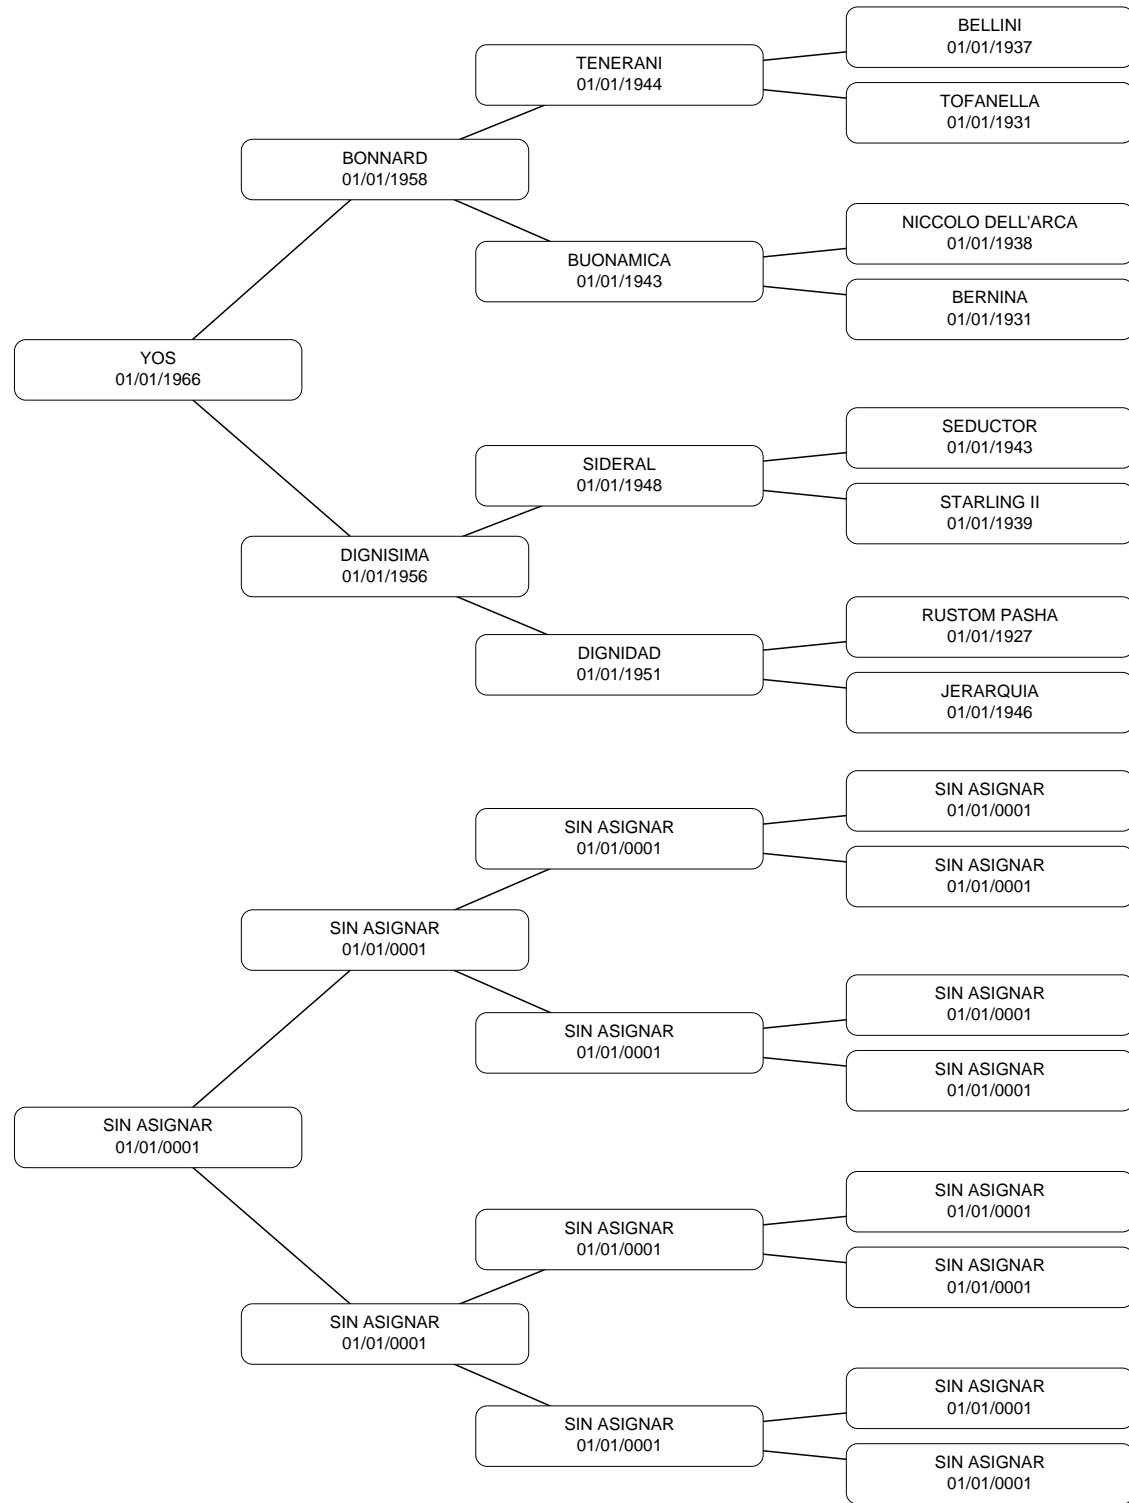 BELLINI
01/01/1937
TENERANI
01/01/1944
TOFANELLA
01/01/1931
BONNARD
01/01/1958
NICCOLO DELL'ARCA
01/01/1938
BUONAMICA
01/01/1943
BERNINA
01/01/1931
YOS
01/01/1966
SEDUCTOR
01/01/1943
SIDERAL
01/01/1948
STARLING II
01/01/1939
DIGNISIMA
01/01/1956
RUSTOM PASHA
01/01/1927
DIGNIDAD
01/01/1951
JERARQUIA
01/01/1946
SIN ASIGNAR
01/01/0001
SIN ASIGNAR
01/01/0001
SIN ASIGNAR
01/01/0001
SIN ASIGNAR
01/01/0001
SIN ASIGNAR
01/01/0001
SIN ASIGNAR
01/01/0001
SIN ASIGNAR
01/01/0001
SIN ASIGNAR
01/01/0001
SIN ASIGNAR
01/01/0001
SIN ASIGNAR
01/01/0001
SIN ASIGNAR
01/01/0001
SIN ASIGNAR
01/01/0001
SIN ASIGNAR
01/01/0001
SIN ASIGNAR
01/01/0001
SIN ASIGNAR
01/01/0001